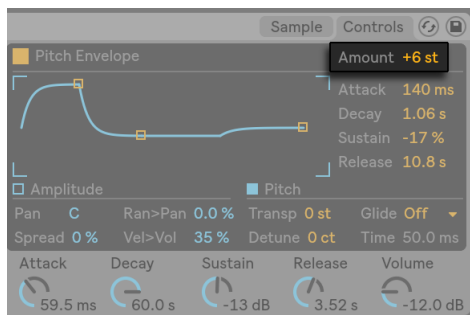 Sample Controls
Pitch Envelope Amount +6 st
Attack 140 ms
Decay 1.06 s
Sustain -17 %
Release 10.8 s
Amplitude Pitch
Pan C Ran>Pan 0.0 % Transp 0 st Glide Off
Spread 0 % Vel>Vol 35 % Detune 0 ct Time 50.0 ms
Attack Decay Sustain Release Volume
59.5 ms 60.0 s -13 dB 3.52 s -12.0 dB